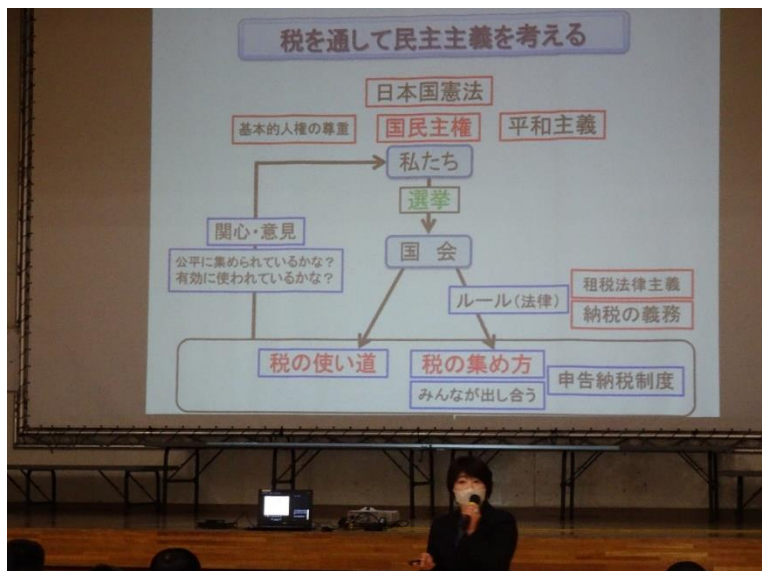 税を通して民主主義を考える
日本国憲法
基本的人権の尊重
国民主権
平和主義
私たち
選挙
関心・意見
公平に集められているかな?
有効に使われているかな?
国 会
ルール(法律)
租税法律主義
納税の義務
税の使い道
税の集め方
みんなが出し合う
申告納税制度